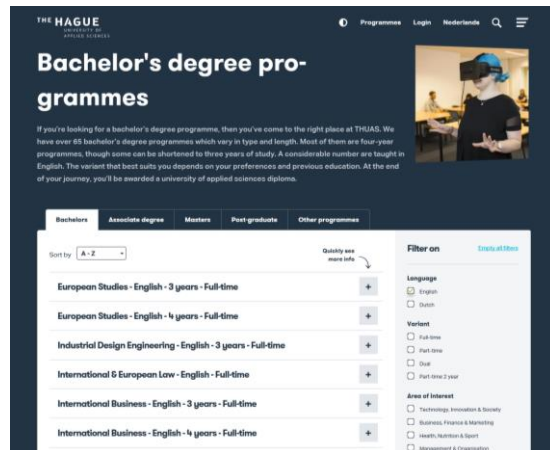 THE HAGUE
UNIVERSITY OF
APPLIED SCIENCES
Programmes Login Nederlands
Bachelor's degree pro-
grammes
If you're looking for a bachelor's degree programme, then you've come to the right place at THUAS. We
have over 65 bachelor's degree programmes which vary in type and length. Most of them are four-year
programmes, though some can be shortened to three years of study. A considerable number are taught in
English. The variant that best suits you depends on your preferences and previous education. At the end
of your journey, you'll be awarded a university of applied sciences diploma.
Bachelors Associate degree Masters Post-graduate Other programmes
Sort by A - Z
Quickly see
more info
European Studies - English - 3 years - Full-time +
European Studies - English - 4 years - Full-time +
Industrial Design Engineering - English - 3 years - Full-time +
International & European Law - English - Full-time +
International Business - English - 3 years - Full-time +
International Business - English - 4 years - Full-time +
Filter on Empty all filters
Language
English
Dutch
Variant
Full-time
Part-time
Dual
Part-time 2 year
Area of interest
Technology, Innovation & Society
Business, Finance & Marketing
Health, Nutrition & Sport
Management & Organisation